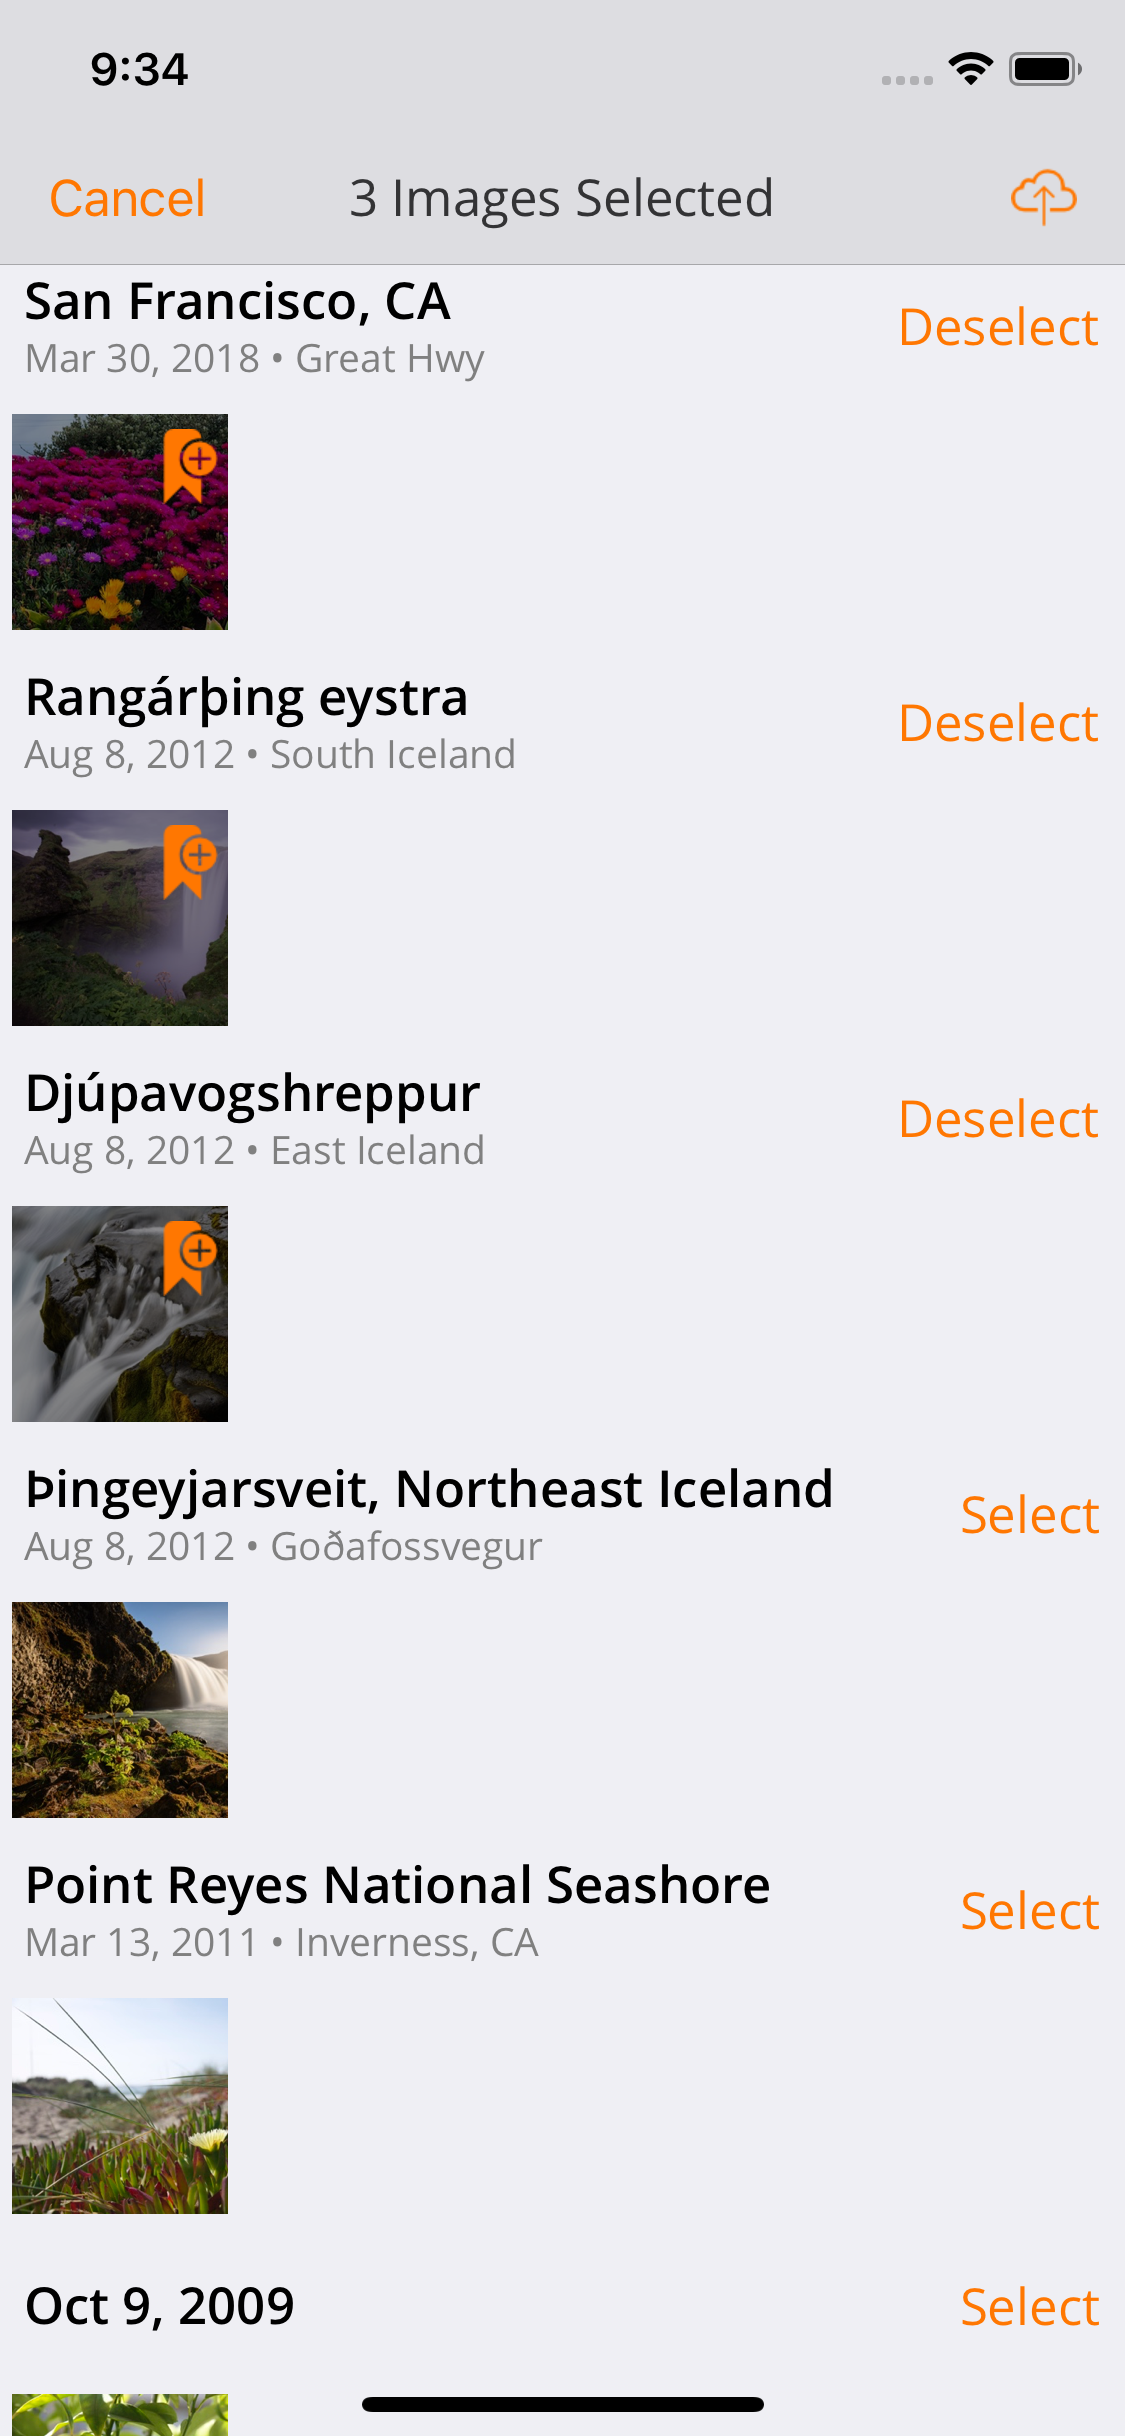 9:34
Cancel 3 Images Selected
San Francisco, CA
Deselect
Mar 30, 2018 • Great Hwy
Rangárþing eystra
Deselect
Aug 8, 2012 • South Iceland
Djúpavogshreppur
Deselect
Aug 8, 2012 • East Iceland
Þingeyjarsveit, Northeast Iceland
Select
Aug 8, 2012 • Goðafossvegur
Point Reyes National Seashore
Select
Mar 13, 2011 • Inverness, CA
Oct 9, 2009
Select